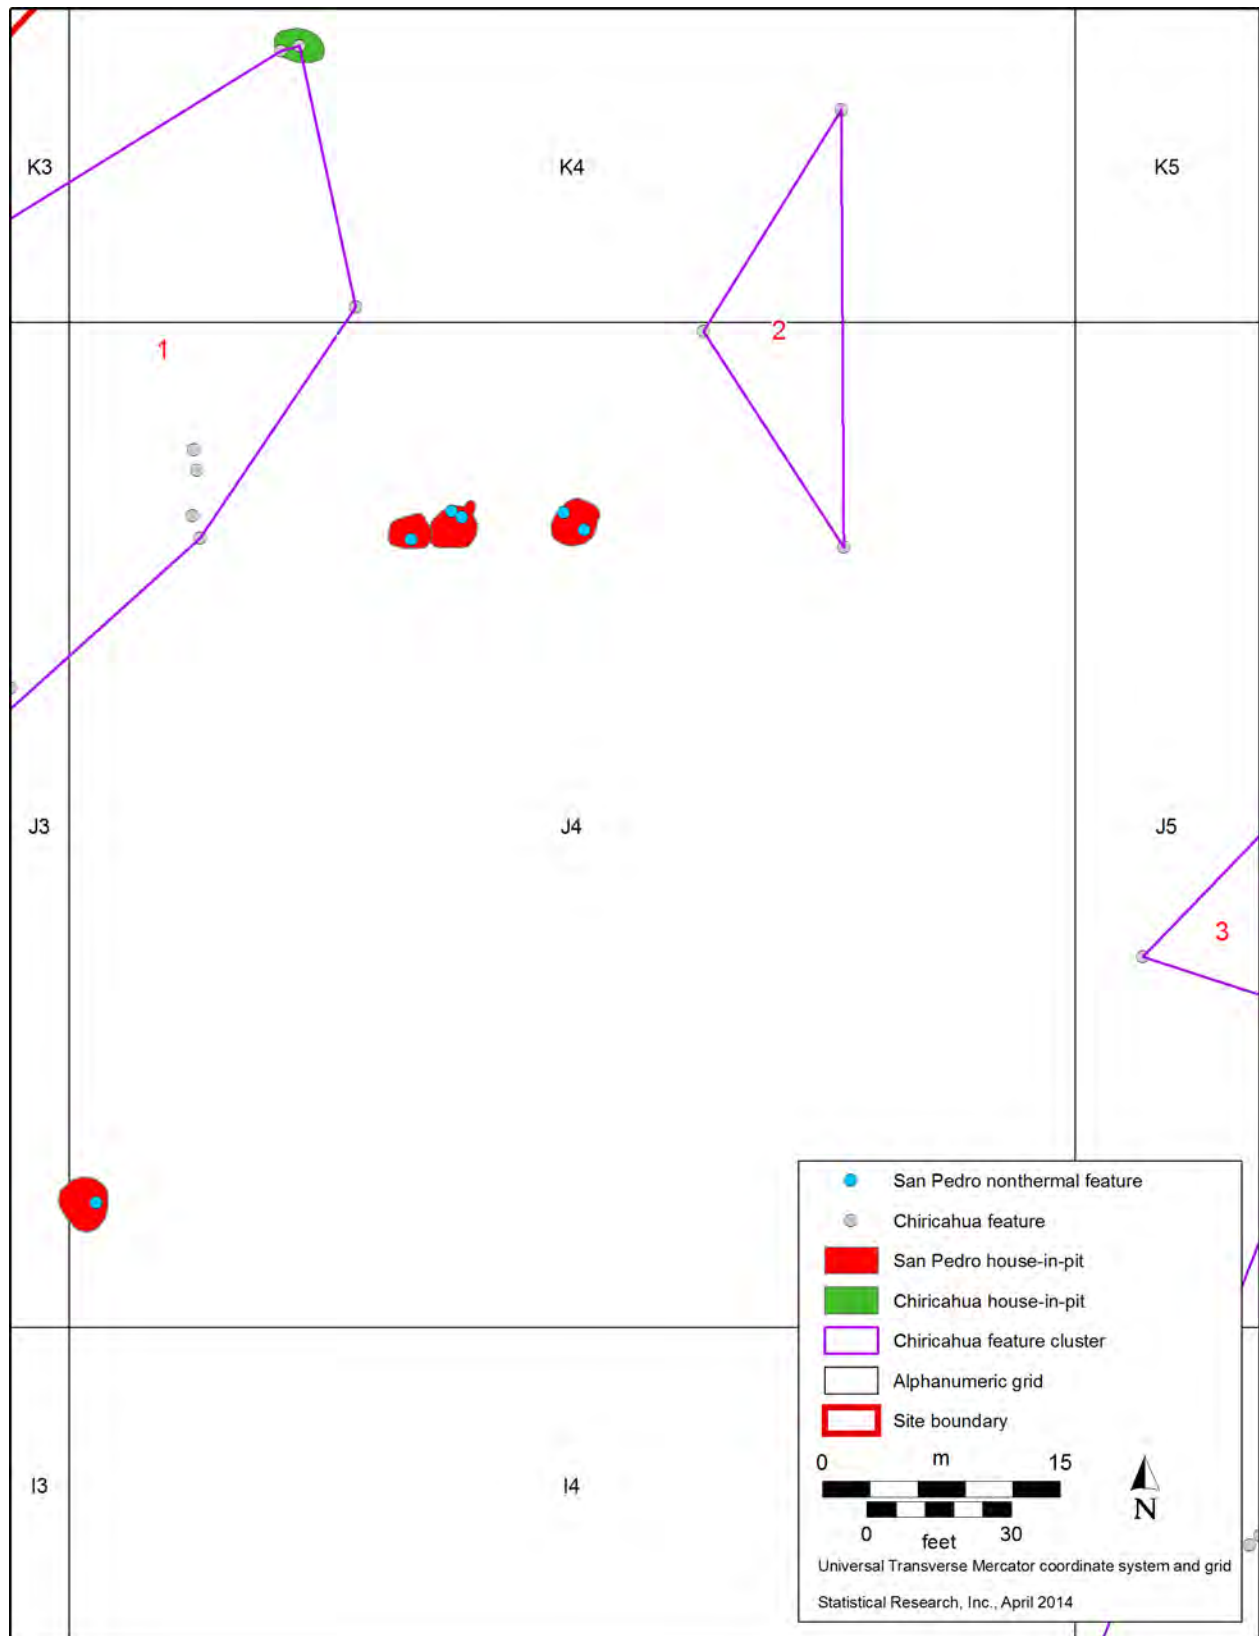 K3
K4
K5
1
2
J3
J4
J5
3
San Pedro nonthermal feature
Chiricahua feature
San Pedro house-in-pit
Chiricahua house-in-pit
Chiricahua feature cluster
Alphanumeric grid
Site boundary
0 m 15
N
0 feet 30
Universal Transverse Mercator coordinate system and grid
Statistical Research, Inc., April 2014
I3
I4